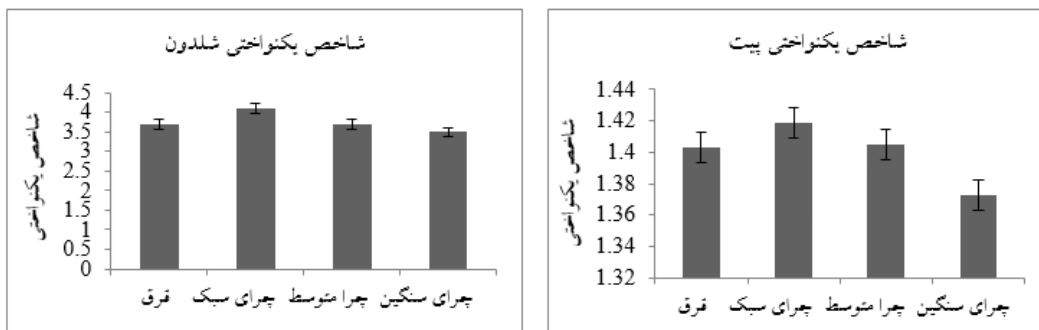 شاخص یکنواختی شلدون
شاخص یکنواختی
4.5
4
3.5
3
2.5
2
1.5
1
0.5
0
قرق
چرای سبک
چرا متوسط
چرای سنگین
شاخص یکنواختی پیت
شاخص یکنواختی
1.44
1.42
1.4
1.38
1.36
1.34
1.32
قرق
چرای سبک
چرا متوسط
چرای سنگین